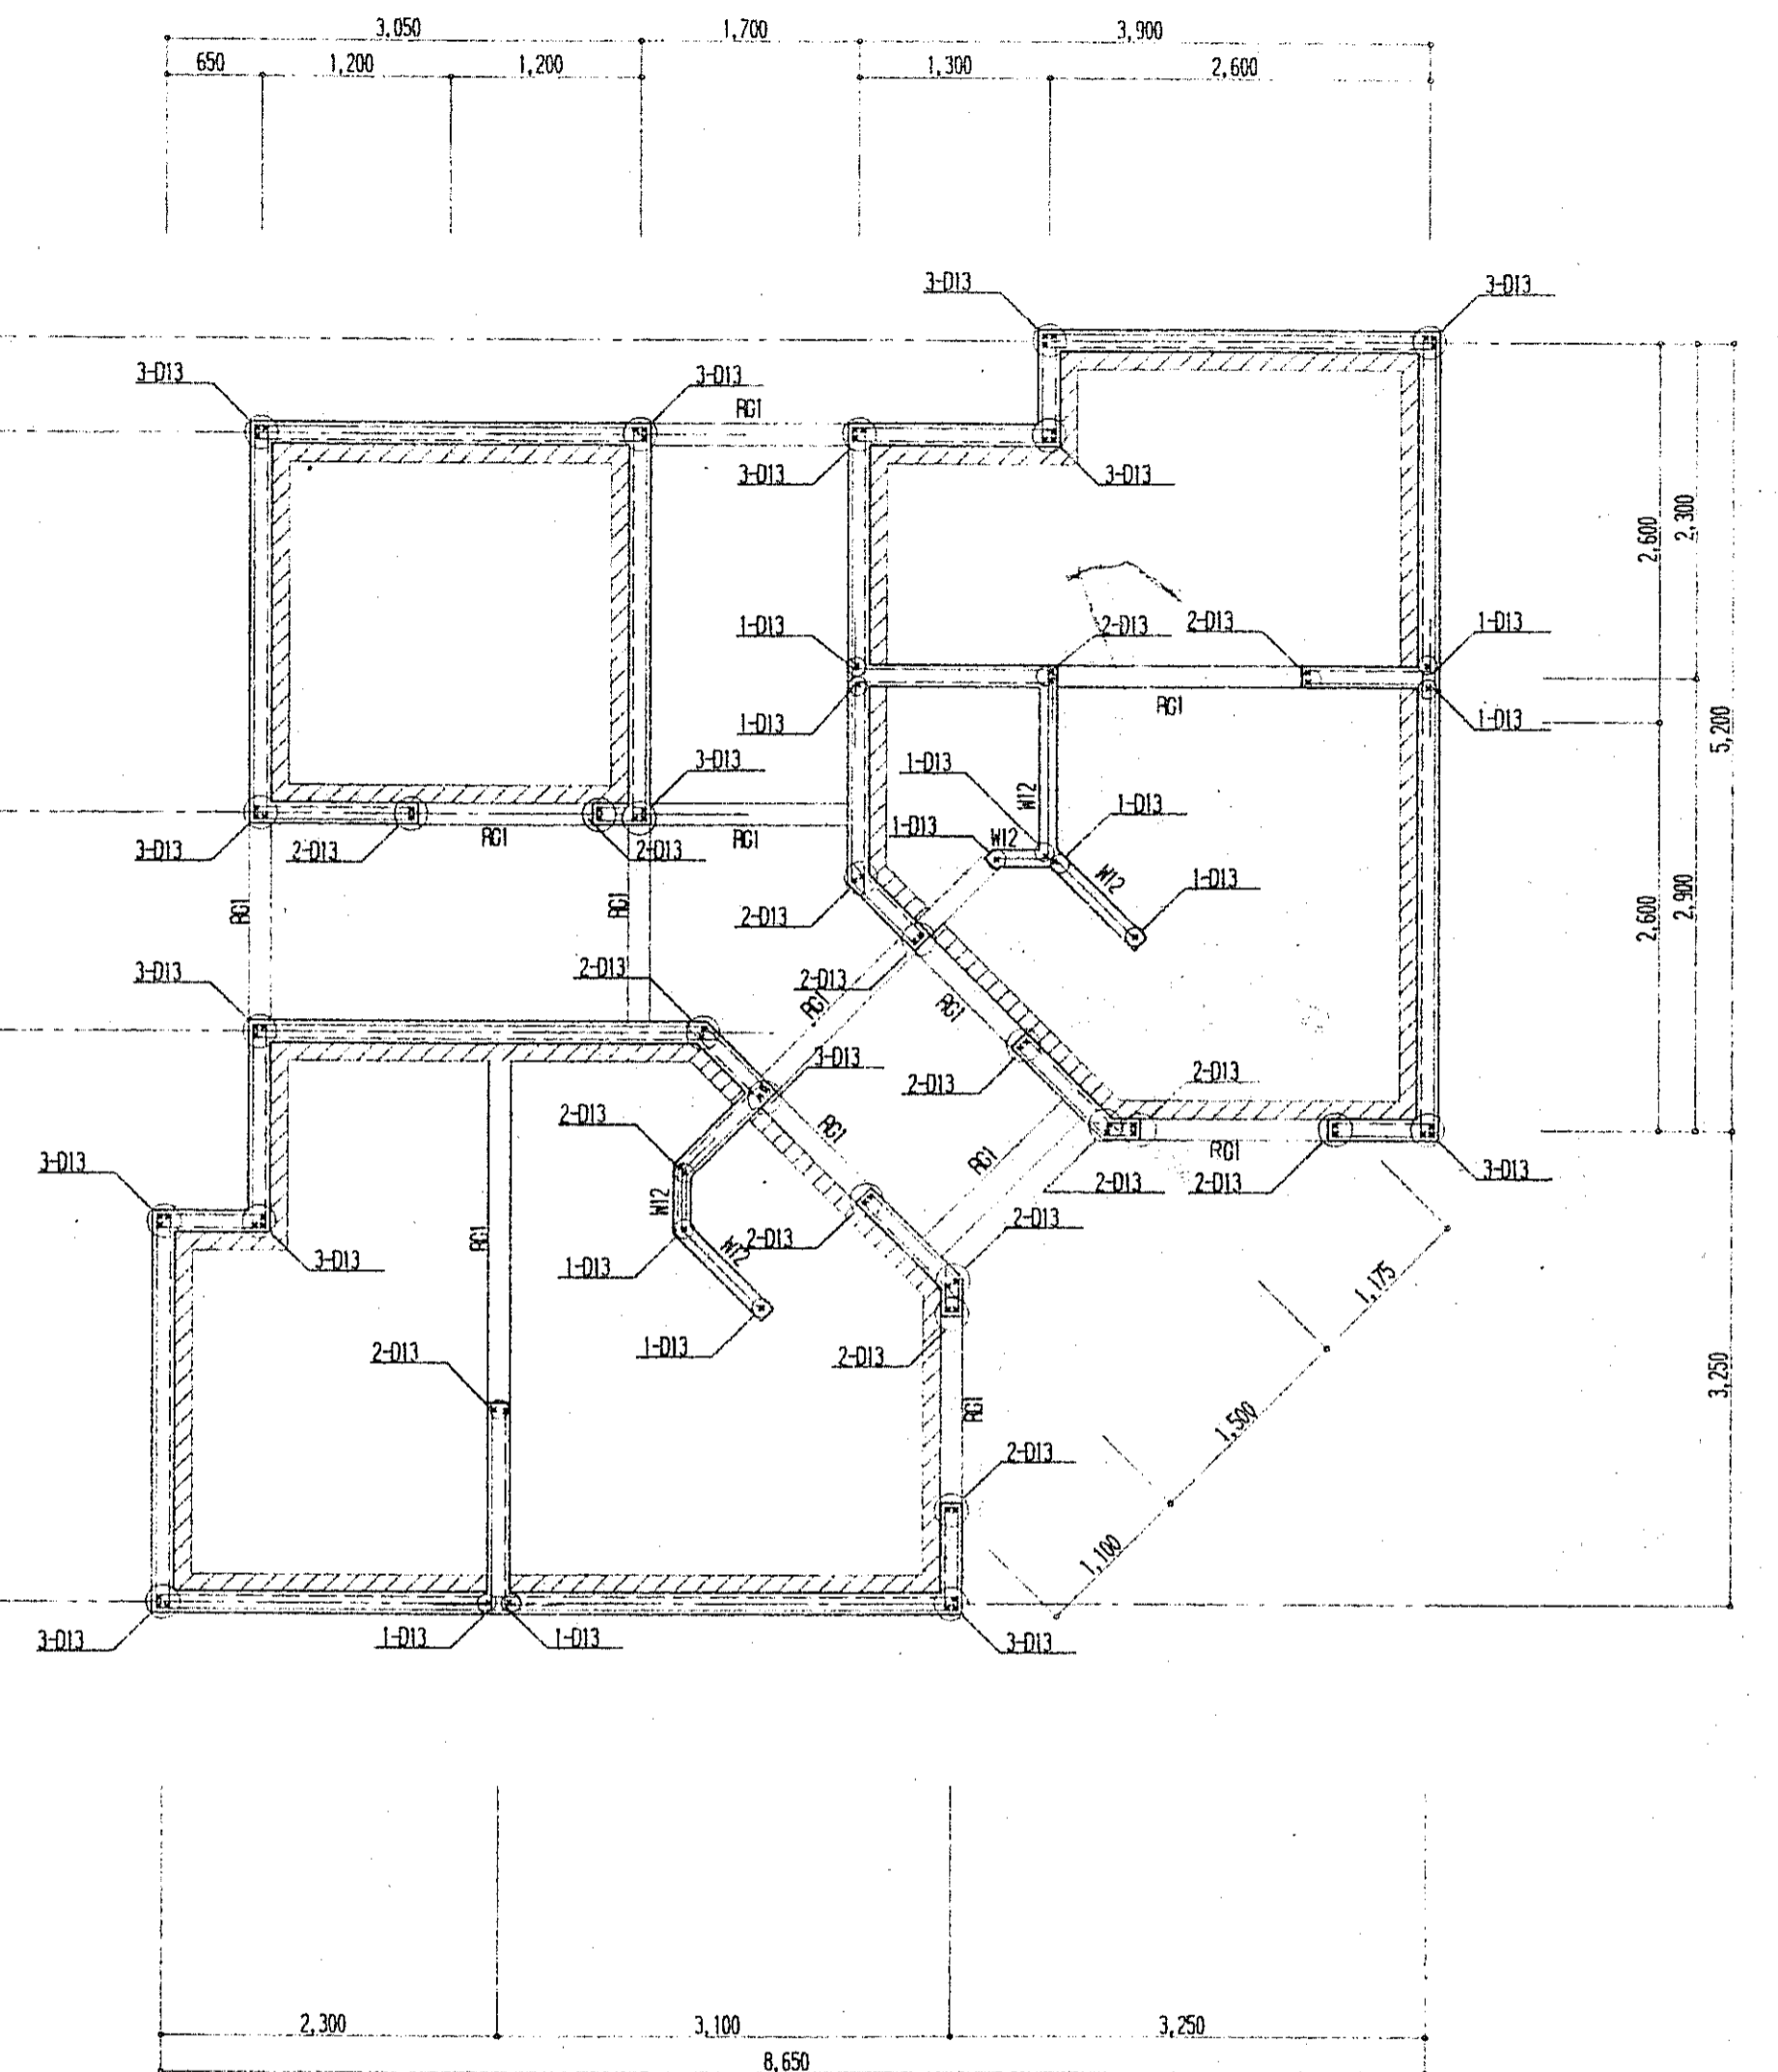 3,050 1,700 3,900
650 1,200 1,200 1,300 2,600
3-D13 3-D13
3-D13 3-D13
RG1
3-D13 3-D13
2,600 2,300
1-D13 2-D13 2-D13 1-D13
RG1
1-D13 1-D13
5,200
3-D13 1-D13
W12
1-D13 1-D13
RG1 RG1
W12
3-D13 2-D13 2-D13
W12
1-D13
RG1 RG1
2-D13
2,600 2,900
3-D13 2-D13 2-D13
RG1 RG1
3-D13
2-D13 2-D13
2-D13
RG1
RG1 RG1
3-D13
2-D13 2-D13 3-D13
W12
2-D13
2-D13
RG1
W12
3-D13 1-D13
1,175
1-D13 2-D13
2-D13
3,250
RG1
1,500
2-D13
1,100
3-D13 1-D13 1-D13 3-D13
2,300 3,100 3,250
8,650